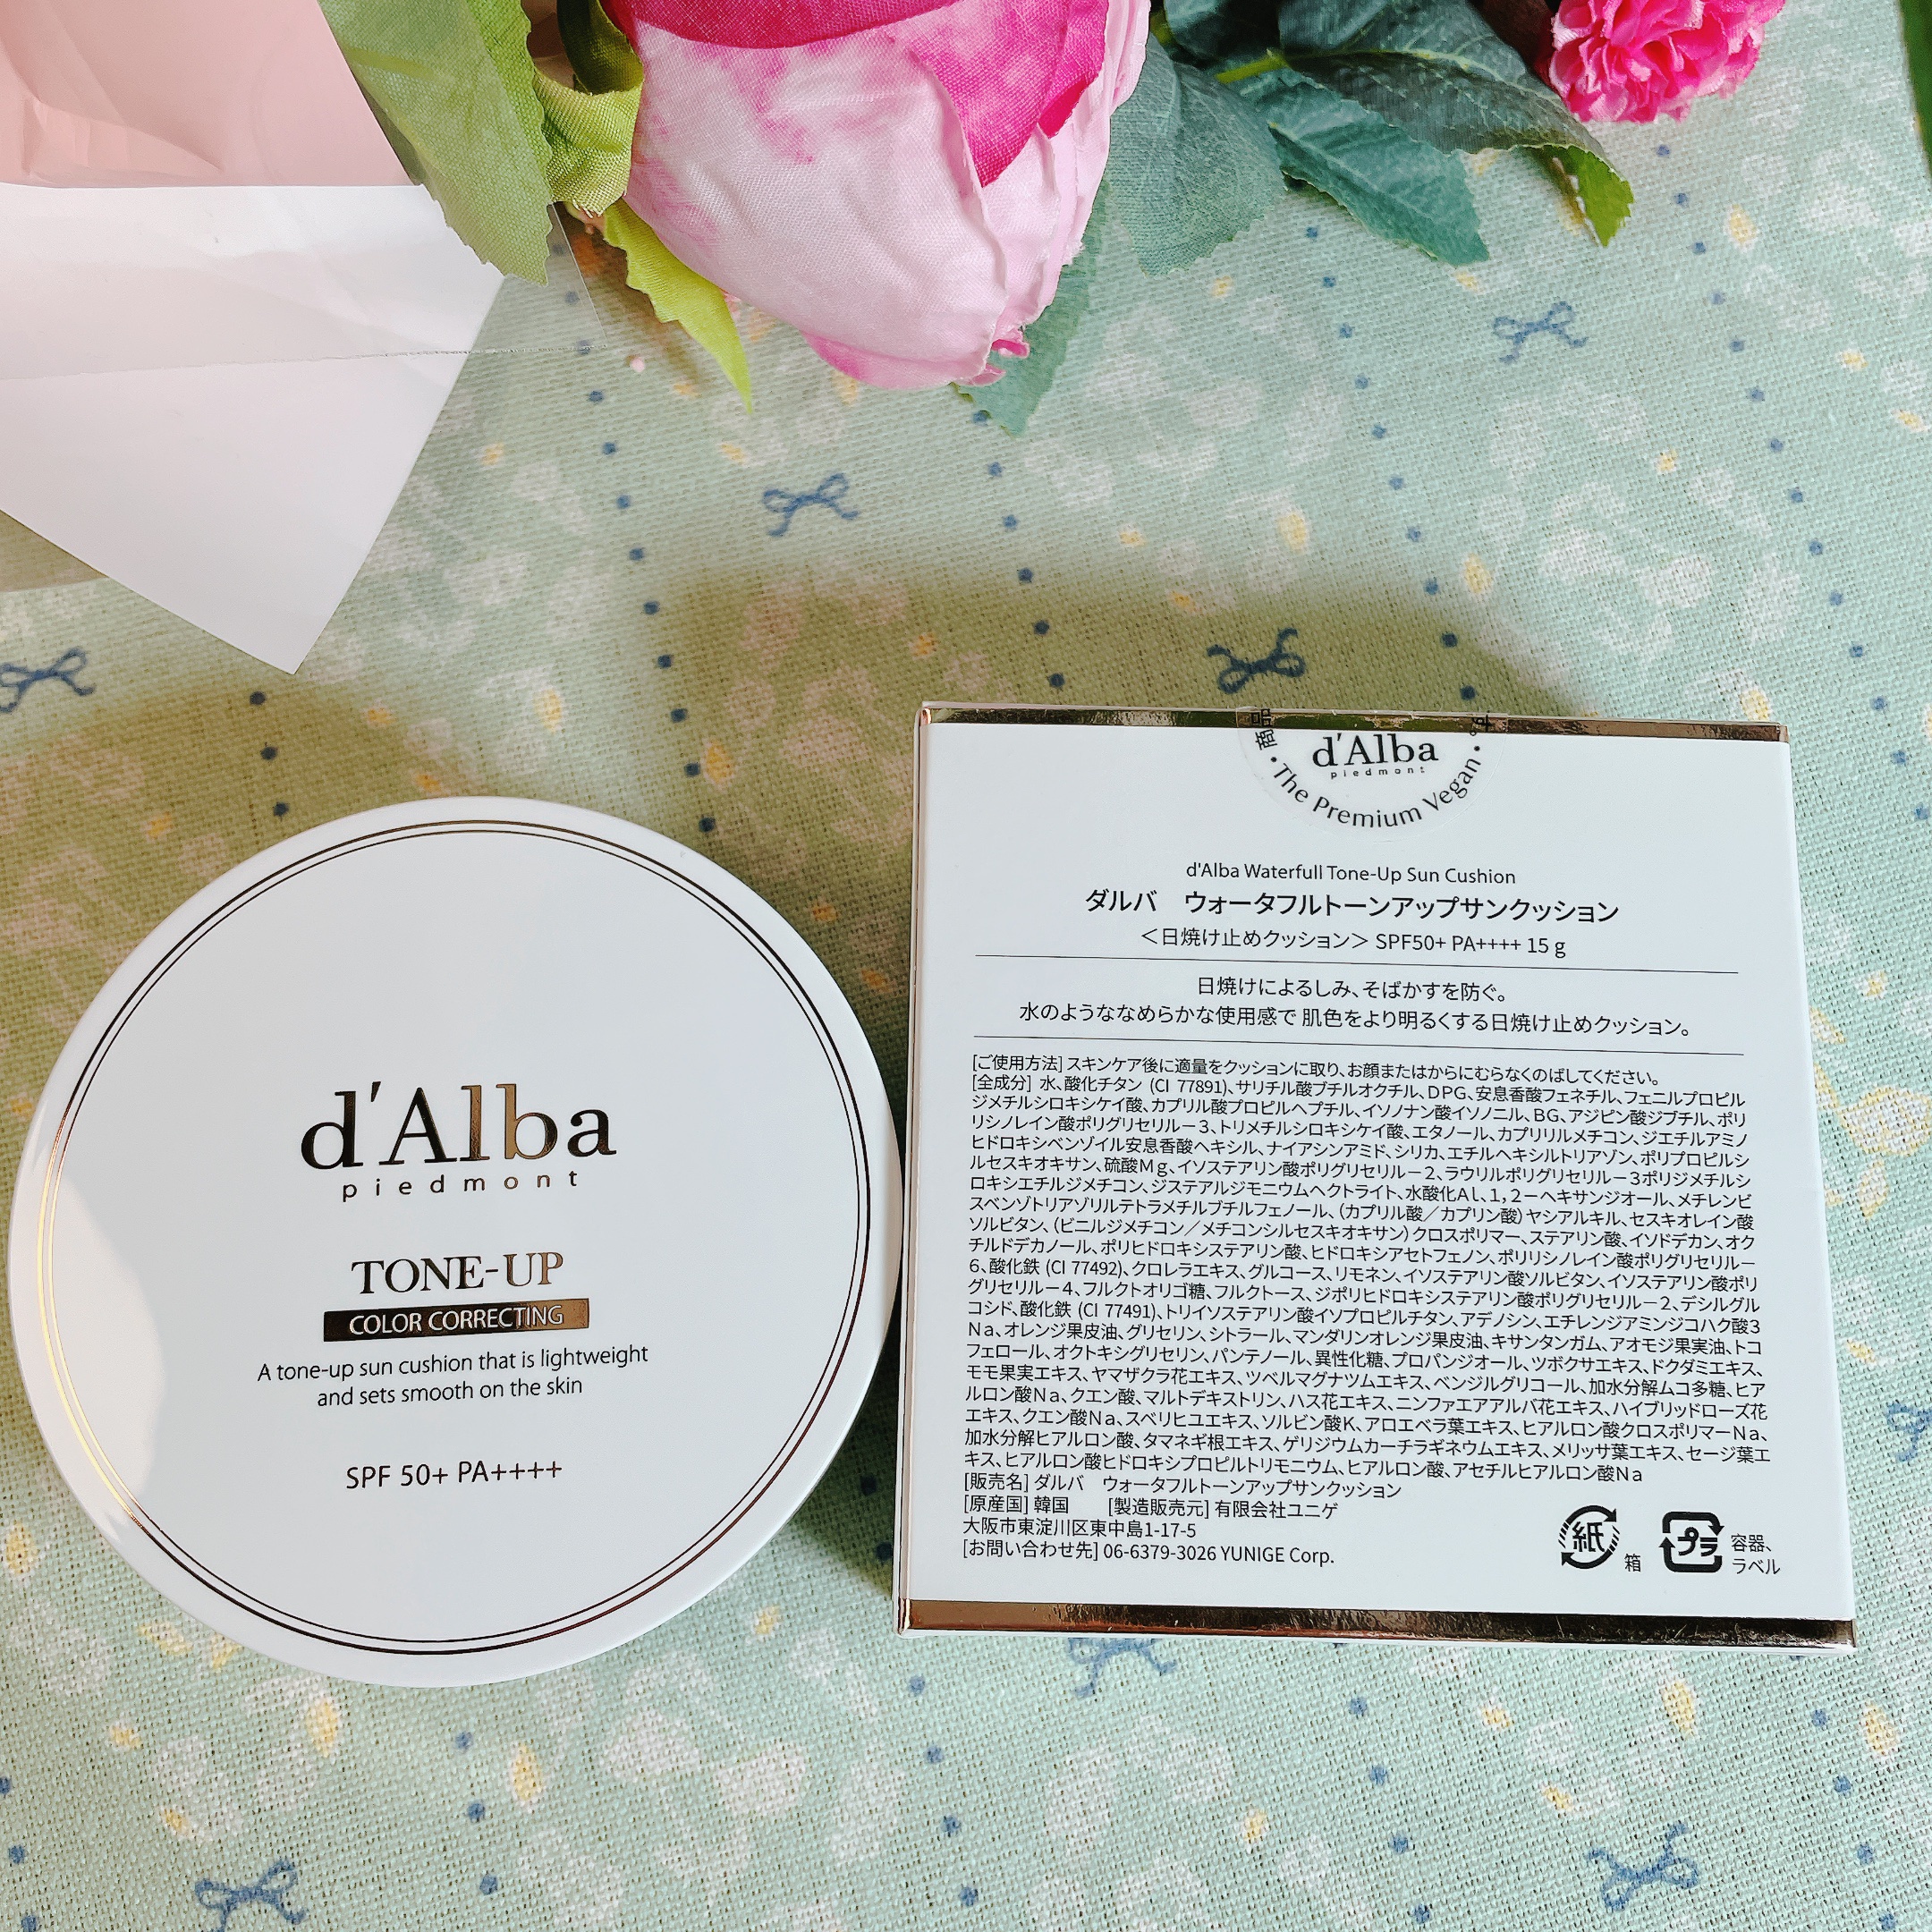 d'Alba
piedmont
TONE-UP
COLOR CORRECTING
A tone-up sun cushion that is lightweight
and sets smooth on the skin
SPF 50+ PA++++
商品
d'Alba
piedmont
•The Premium Vegan•
d'Alba Waterfull Tone-Up Sun Cushion
ダルバ　ウォータフルトーンアップサンクッション
＜日焼け止めクッション＞ SPF50+ PA++++ 15 g
日焼けによるしみ、そばかすを防ぐ。
水のようななめらかな使用感で 肌色をより明るくする日焼け止めクッション。
[ご使用方法] スキンケア後に適量をクッションに取り、お顔またはからにむらなくのばしてください。
[全成分] 水、酸化チタン (CI 77891)、サリチル酸ブチルオクチル、DPG、安息香酸フェネチル、フェニルプロピル
ジメチルシロキシケイ酸、カプリル酸プロピルヘプチル、イソノナン酸イソノニル、BG、アジピン酸ジブチル、ポリ
リシノレイン酸ポリグリセリル－3、トリメチルシロキシケイ酸、エタノール、カプリリルメチコン、ジエチルアミノ
ヒドロキシベンゾイル安息香酸ヘキシル、ナイアシンアミド、シリカ、エチルヘキシルトリアゾン、ポリプロピルシ
ルセスキオキサン、硫酸Ｍｇ、イソステアリン酸ポリグリセリル－2、ラウリルポリグリセリル－3ポリジメチルシ
ロキシエチルジメチコン、ジステアルジモニウムヘクトライト、水酸化Ａｌ、1，2－ヘキサンジオール、メチレンビ
スベンゾトリアゾリルテトラメチルブチルフェノール、（カプリル酸／カプリン酸）ヤシアルキル、セスキオレイン酸
ソルビタン、（ビニルジメチコン／メチコンシルセスキオキサン）クロスポリマー、ステアリン酸、イソドデカン、オク
チルドデカノール、ポリヒドロキシステアリン酸、ヒドロキシアセトフェノン、ポリリシノレイン酸ポリグリセリル－
6、酸化鉄 (CI 77492)、クロレラエキス、グルコース、リモネン、イソステアリン酸ソルビタン、イソステアリン酸ポリ
グリセリル－4、フルクトオリゴ糖、フルクトース、ジポリヒドロキシステアリン酸ポリグリセリル－2、デシルグル
コシド、酸化鉄 (CI 77491)、トリイソステアリン酸イソプロピルチタン、アデノシン、エチレンジアミンジコハク酸3
Ｎａ、オレンジ果皮油、グリセリン、シトラール、マンダリンオレンジ果皮油、キサンタンガム、アオモジ果実油、トコ
フェロール、オクトキシグリセリン、パンテノール、異性化糖、プロパンジオール、ツボクサエキス、ドクダミエキス、
モモ果実エキス、ヤマザクラ花エキス、ツベルマグナツムエキス、ベンジルグリコール、加水分解ムコ多糖、ヒア
ルロン酸Ｎａ、クエン酸、マルトデキストリン、ハス花エキス、ニンファエアアルバ花エキス、ハイブリッドローズ花
エキス、クエン酸Ｎａ、スベリヒユエキス、ソルビン酸Ｋ、アロエベラ葉エキス、ヒアルロン酸クロスポリマーＮａ、
加水分解ヒアルロン酸、タマネギ根エキス、ゲリジウムカーチラギネウムエキス、メリッサ葉エキス、セージ葉エ
キス、ヒアルロン酸ヒドロキシプロピルトリモニウム、ヒアルロン酸、アセチルヒアルロン酸Ｎａ
[販売名] ダルバ　ウォータフルトーンアップサンクッション
[原産国] 韓国　　[製造販売元] 有限会社ユニゲ
大阪市東淀川区東中島1-17-5
[お問い合わせ先] 06-6379-3026 YUNIGE Corp.
紙 箱
プラ 容器、
ラベル